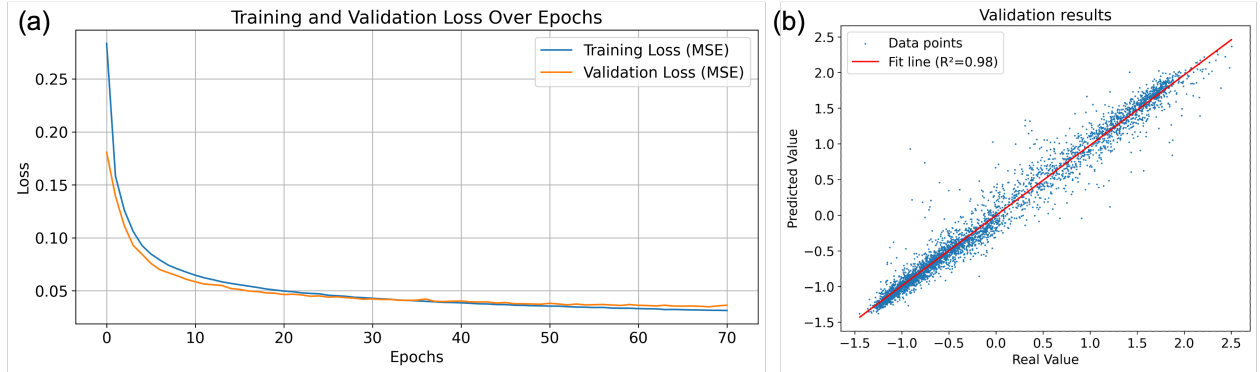 (a)
Training and Validation Loss Over Epochs
Training Loss (MSE)
Validation Loss (MSE)
Loss
0.25
0.20
0.15
0.10
0.05
0 10 20 30 40 50 60 70
Epochs
(b)
Validation results
Data points
Fit line (R²=0.98)
Predicted Value
2.5
2.0
1.5
1.0
0.5
0.0
−0.5
−1.0
−1.5
−1.5 −1.0 −0.5 0.0 0.5 1.0 1.5 2.0 2.5
Real Value